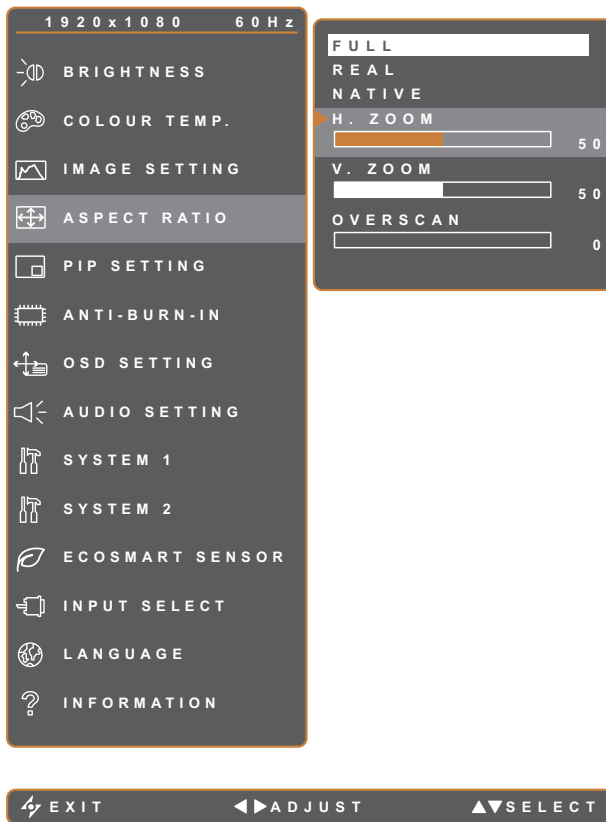 1920x1080 60Hz
BRIGHTNESS
COLOUR TEMP.
IMAGE SETTING
ASPECT RATIO
PIP SETTING
ANTI-BURN-IN
OSD SETTING
AUDIO SETTING
SYSTEM 1
SYSTEM 2
ECOSMART SENSOR
INPUT SELECT
LANGUAGE
INFORMATION
FULL
REAL
NATIVE
H. ZOOM
50
V. ZOOM
50
OVERSCAN
0
EXIT ADJUST SELECT